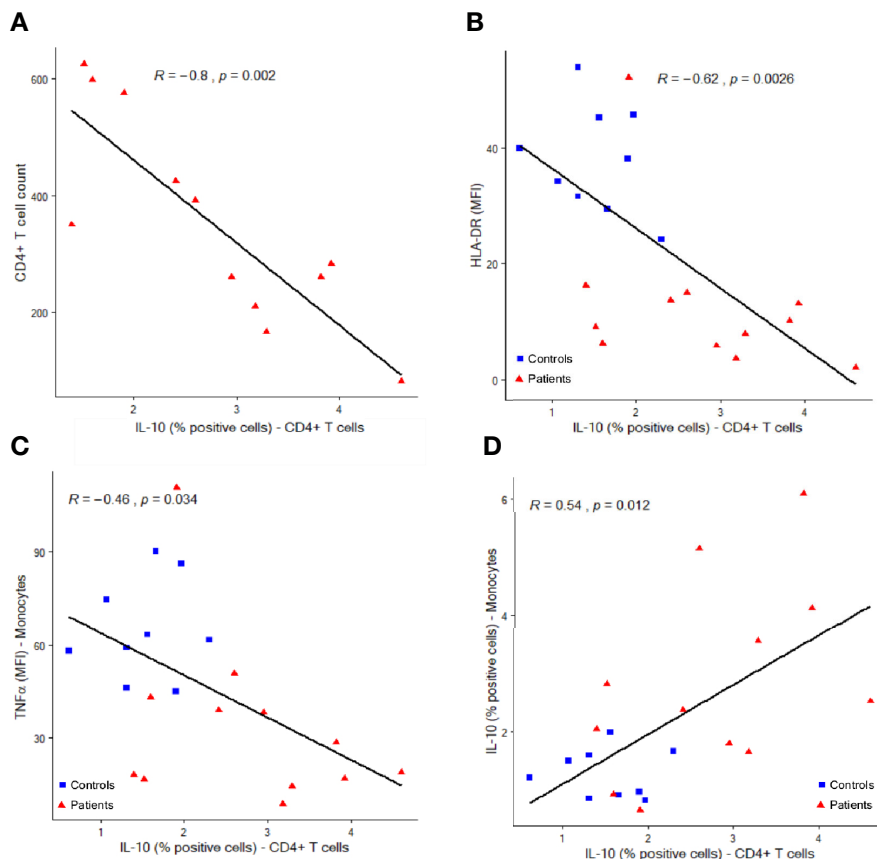 A
R = −0.8 , p = 0.002
600
400
200
CD4+ T cell count
2 3 4
IL-10 (% positive cells) - CD4+ T cells
B
R = −0.62 , p = 0.0026
40
20
0
HLA-DR (MFI)
Controls
Patients
1 2 3 4
IL-10 (% positive cells) - CD4+ T cells
C
R = −0.46 , p = 0.034
90
60
30
TNFα (MFI) - Monocytes
Controls
Patients
1 2 3 4
IL-10 (% positive cells) - CD4+ T cells
D
R = 0.54 , p = 0.012
6
4
2
IL-10 (% positive cells) - Monocytes
Controls
Patients
1 2 3 4
IL-10 (% positive cells) - CD4+ T cells